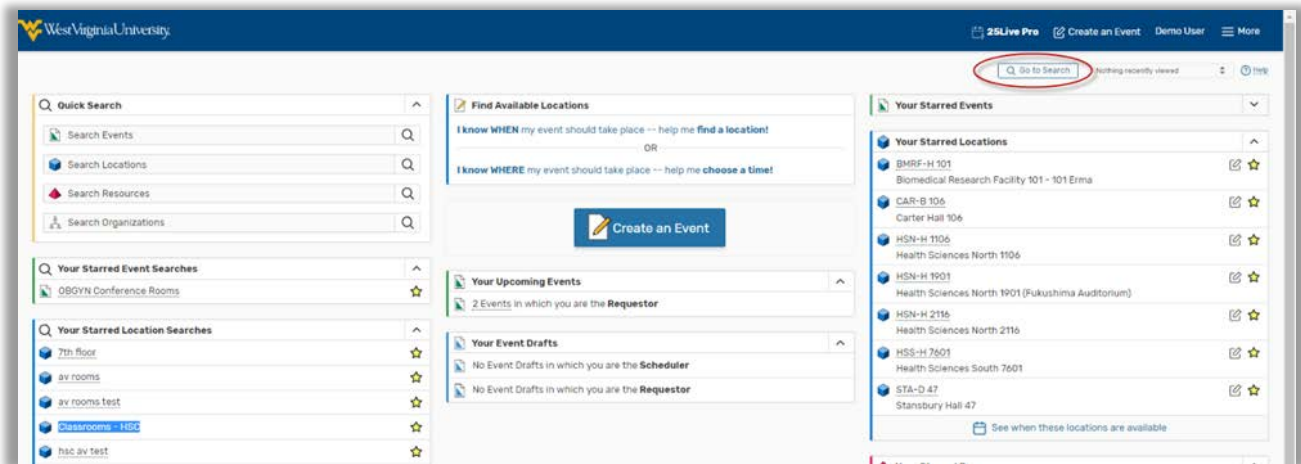 West Virginia University.
25Live Pro
Create an Event
Demo User
More
Go to Search
Nothing recently viewed
Help
Quick Search
Search Events
Search Locations
Search Resources
Search Organizations
Your Starred Event Searches
OBGYN Conference Rooms
Your Starred Location Searches
7th floor
av rooms
av rooms test
Classrooms - HSC
hsc av test
Find Available Locations
I know WHEN my event should take place -- help me find a location!
OR
I know WHERE my event should take place -- help me choose a time!
Create an Event
Your Upcoming Events
2 Events in which you are the Requestor
Your Event Drafts
No Event Drafts in which you are the Scheduler
No Event Drafts in which you are the Requestor
Your Starred Events
Your Starred Locations
BMRF-H 101
Biomedical Research Facility 101 - 101 Erma
CAR-B 106
Carter Hall 106
HSN-H 1106
Health Sciences North 1106
HSN-H 1901
Health Sciences North 1901 (Fukushima Auditorium)
HSN-H 2116
Health Sciences North 2116
HSS-H 7601
Health Sciences South 7601
STA-D 47
Stansbury Hall 47
See when these locations are available